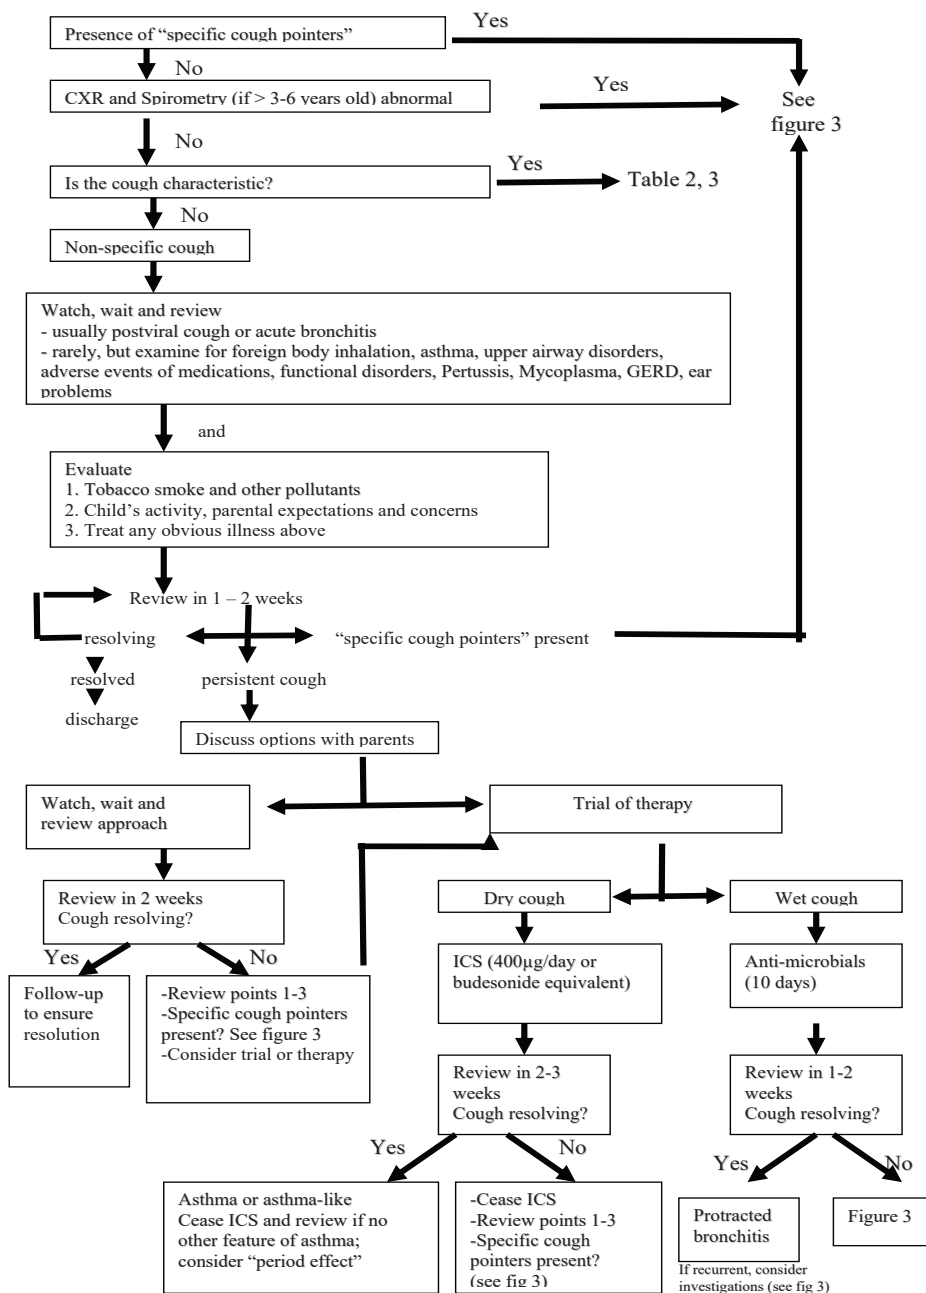 Presence of “specific cough pointers”
Yes
No
CXR and Spirometry (if > 3-6 years old) abnormal
Yes
See
figure 3
No
Is the cough characteristic?
Yes
Table 2, 3
No
Non-specific cough
Watch, wait and review
- usually postviral cough or acute bronchitis
- rarely, but examine for foreign body inhalation, asthma, upper airway disorders,
adverse events of medications, functional disorders, Pertussis, Mycoplasma, GERD, ear
problems
and
Evaluate
1. Tobacco smoke and other pollutants
2. Child’s activity, parental expectations and concerns
3. Treat any obvious illness above
Review in 1 – 2 weeks
resolving
“specific cough pointers” present
resolved
persistent cough
discharge
Discuss options with parents
Watch, wait and
review approach
Trial of therapy
Review in 2 weeks
Cough resolving?
Yes
No
Follow-up
to ensure
resolution
-Review points 1-3
-Specific cough pointers
present? See figure 3
-Consider trial or therapy
Dry cough
Wet cough
ICS (400µg/day or
budesonide equivalent)
Anti-microbials
(10 days)
Review in 2-3
weeks
Cough resolving?
Review in 1-2
weeks
Cough resolving?
Yes
No
Yes
No
Asthma or asthma-like
Cease ICS and review if no
other feature of asthma;
consider “period effect”
-Cease ICS
-Review points 1-3
-Specific cough
pointers present?
(see fig 3)
Protracted
bronchitis
If recurrent, consider
investigations (see fig 3)
Figure 3